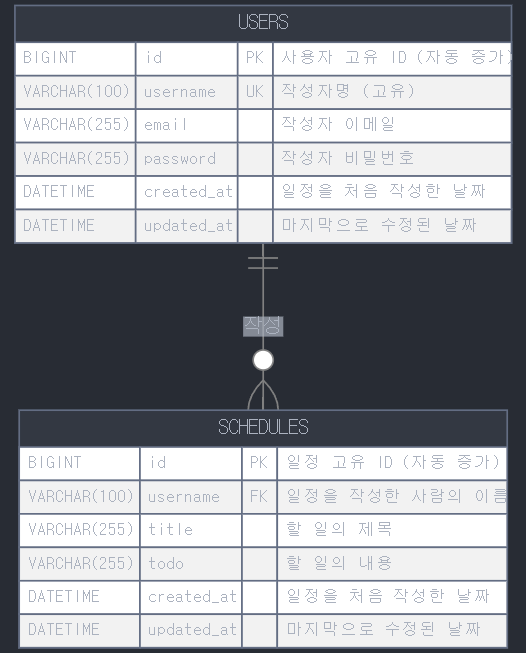 USERS
BIGINT id PK 사용자 고유 ID (자동 증가)
VARCHAR(100) username UK 작성자명 (고유)
VARCHAR(255) email 작성자 이메일
VARCHAR(255) password 작성자 비밀번호
DATETIME created_at 일정을 처음 작성한 날짜
DATETIME updated_at 마지막으로 수정된 날짜
작성
SCHEDULES
BIGINT id PK 일정 고유 ID (자동 증가)
VARCHAR(100) username FK 일정을 작성한 사람의 이름
VARCHAR(255) title 할 일의 제목
VARCHAR(255) todo 할 일의 내용
DATETIME created_at 일정을 처음 작성한 날짜
DATETIME updated_at 마지막으로 수정된 날짜